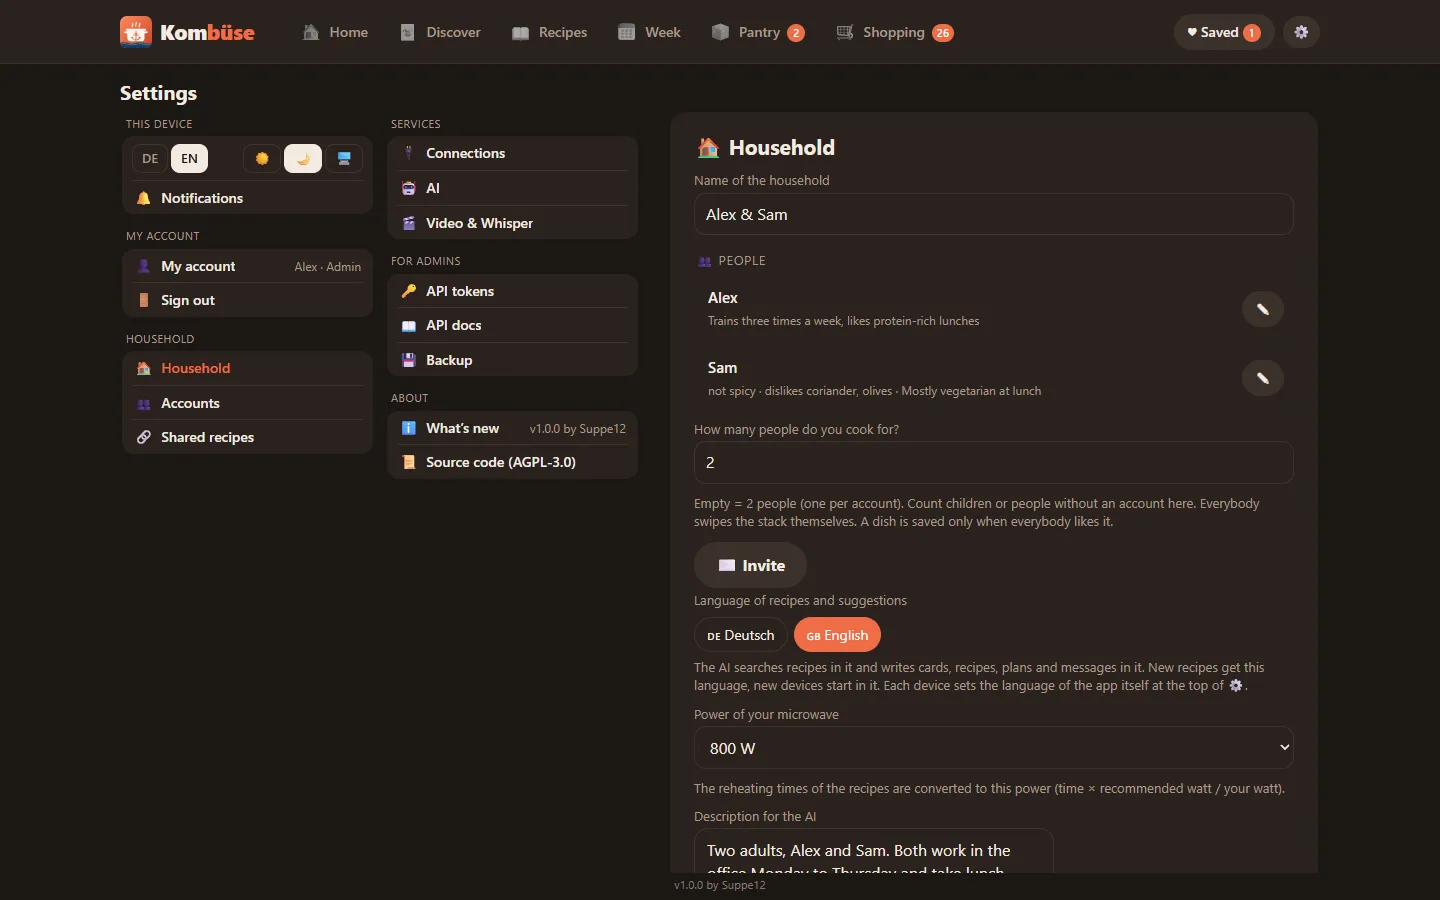 Kombüse
Home
Discover
Recipes
Week
Pantry 2
Shopping 26
Saved 1
Settings
THIS DEVICE
DE EN
Notifications
MY ACCOUNT
My account Alex · Admin
Sign out
HOUSEHOLD
Household
Accounts
Shared recipes
SERVICES
Connections
AI
Video & Whisper
FOR ADMINS
API tokens
API docs
Backup
ABOUT
What's new v1.0.0 by Suppe12
Source code (AGPL-3.0)
Household
Name of the household
Alex & Sam
PEOPLE
Alex
Trains three times a week, likes protein-rich lunches
Sam
not spicy · dislikes coriander, olives · Mostly vegetarian at lunch
How many people do you cook for?
2
Empty = 2 people (one per account). Count children or people without an account here. Everybody
swipes the stack themselves. A dish is saved only when everybody likes it.
Invite
Language of recipes and suggestions
DE Deutsch GB English
The AI searches recipes in it and writes cards, recipes, plans and messages in it. New recipes get this
language, new devices start in it. Each device sets the language of the app itself at the top of ⚙.
Power of your microwave
800 W
The reheating times of the recipes are converted to this power (time × recommended watt / your watt).
Description for the AI
Two adults, Alex and Sam. Both work in the
office Monday to Thursday and take lunch
v1.0.0 by Suppe12